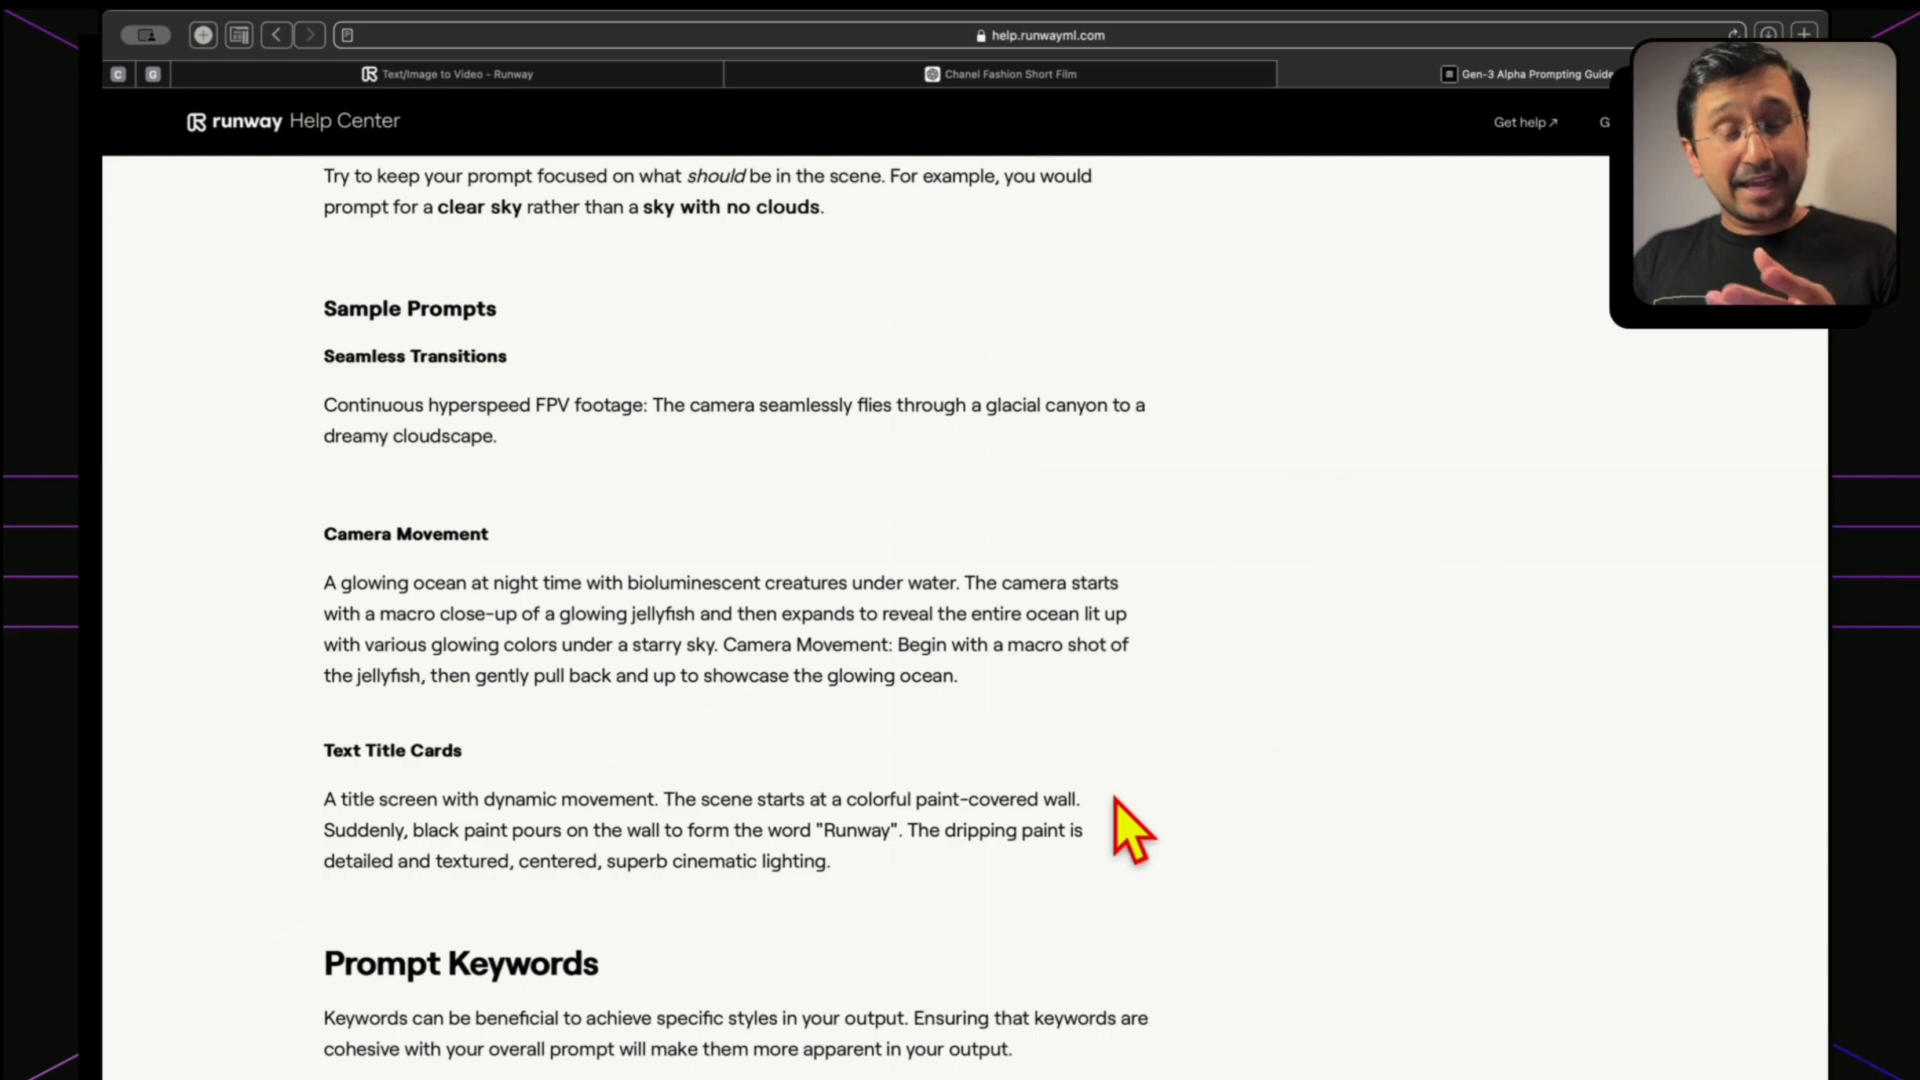 help.runwayml.com
C
G
Text/Image to Video - Runway
Chanel Fashion Short Film
Gen-3 Alpha Prompting Guide
runway Help Center
Get help ↗
G
Try to keep your prompt focused on what should be in the scene. For example, you would
prompt for a clear sky rather than a sky with no clouds.
Sample Prompts
Seamless Transitions
Continuous hyperspeed FPV footage: The camera seamlessly flies through a glacial canyon to a
dreamy cloudscape.
Camera Movement
A glowing ocean at night time with bioluminescent creatures under water. The camera starts
with a macro close-up of a glowing jellyfish and then expands to reveal the entire ocean lit up
with various glowing colors under a starry sky. Camera Movement: Begin with a macro shot of
the jellyfish, then gently pull back and up to showcase the glowing ocean.
Text Title Cards
A title screen with dynamic movement. The scene starts at a colorful paint-covered wall.
Suddenly, black paint pours on the wall to form the word "Runway". The dripping paint is
detailed and textured, centered, superb cinematic lighting.
Prompt Keywords
Keywords can be beneficial to achieve specific styles in your output. Ensuring that keywords are
cohesive with your overall prompt will make them more apparent in your output.